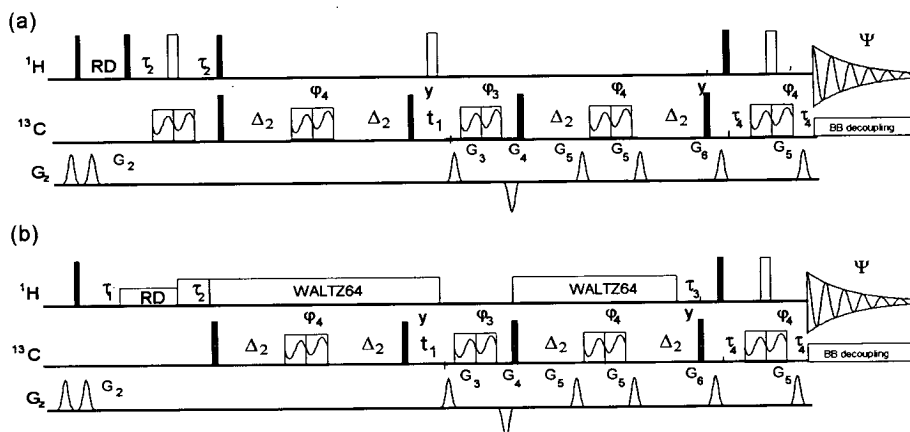 (a)
¹H RD τ₂ τ₂ Ψ
φ₄ y φ₃ φ₄ y φ₄
¹³C Δ₂ Δ₂ t₁ Δ₂ Δ₂ τ₄ τ₄ BB decoupling
G₂ G₃ G₄ G₅ G₅ G₆ G₅
G_z
(b)
¹H τ₁ RD τ₂ WALTZ64 WALTZ64 τ₃ Ψ
φ₄ y φ₃ φ₄ y φ₄
¹³C Δ₂ Δ₂ t₁ Δ₂ Δ₂ τ₄ τ₄ BB decoupling
G₂ G₃ G₄ G₅ G₅ G₆ G₅
G_z